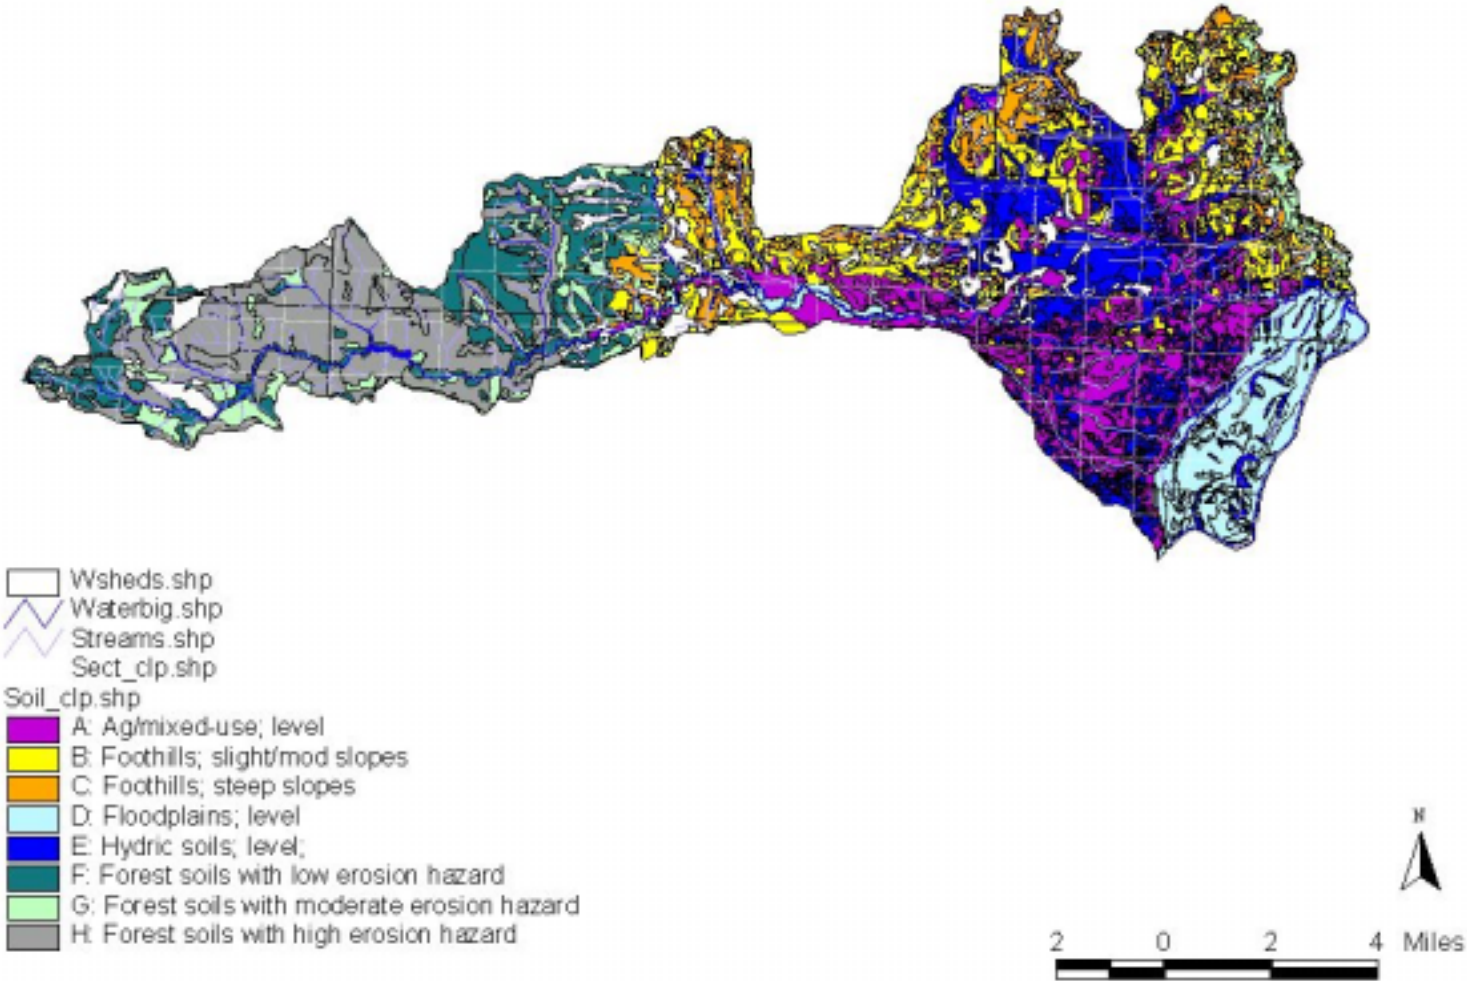 Wsheds.shp
Waterbig.shp
Streams.shp
Sect_clp.shp
Soil_clp.shp
A: Ag/mixed-use; level
B: Foothills; slight/mod slopes
C: Foothills; steep slopes
D: Floodplains; level
E: Hydric soils; level;
F: Forest soils with low erosion hazard
G: Forest soils with moderate erosion hazard
H: Forest soils with high erosion hazard
N
2 0 2 4 Miles